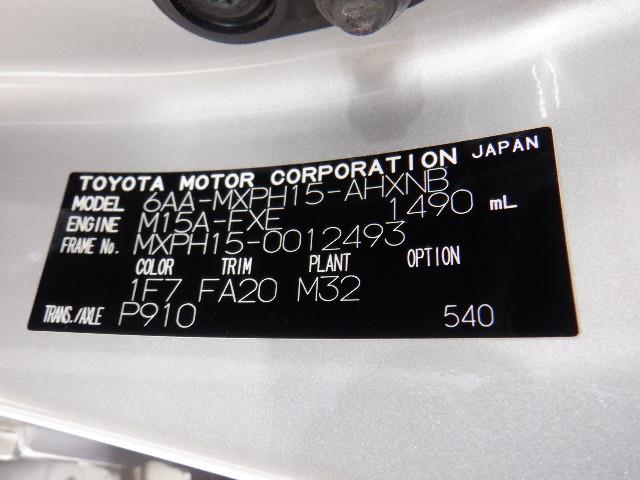 TOYOTA MOTOR CORPORATION JAPAN
MODEL 6AA-MXPH15-AHXNB
ENGINE M15A-FXE 1490 mL
FRAME No. MXPH15-0012493
COLOR TRIM PLANT OPTION
1F7 FA20 M32
TRANS./AXLE P910 540